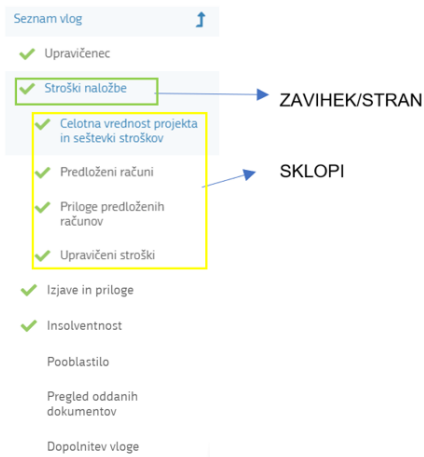 Seznam vlog
Upravičenec
Stroški naložbe
ZAVIHEK/STRAN
Celotna vrednost projekta
in seštevki stroškov
Predloženi računi
SKLOPI
Priloge predloženih
računov
Upravičeni stroški
Izjave in priloge
Insolventnost
Pooblastilo
Pregled oddanih
dokumentov
Dopolnitev vloge